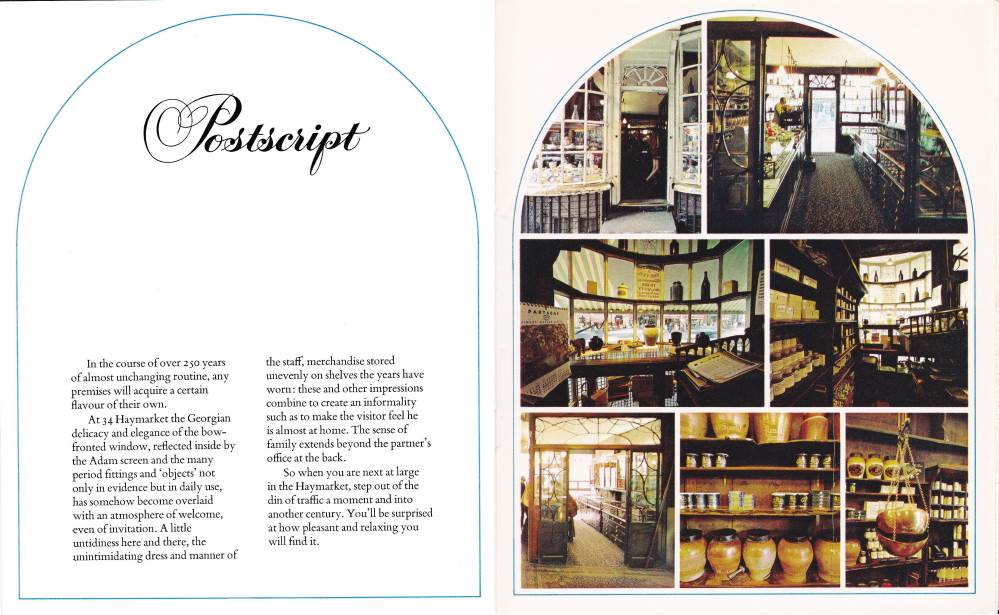 Postscript
In the course of over 250 years
of almost unchanging routine, any
premises will acquire a certain
flavour of their own.
At 34 Haymarket the Georgian
delicacy and elegance of the bow-
fronted window, reflected inside by
the Adam screen and the many
period fittings and ‘objects’ not
only in evidence but in daily use,
has somehow become overlaid
with an atmosphere of welcome,
even of invitation. A little
untidiness here and there, the
unintimidating dress and manner of
the staff, merchandise stored
unevenly on shelves the years have
worn: these and other impressions
combine to create an informality
such as to make the visitor feel he
is almost at home. The sense of
family extends beyond the partner's
office at the back.
So when you are next at large
in the Haymarket, step out of the
din of traffic a moment and into
another century. You'll be surprised
at how pleasant and relaxing you
will find it.
PARTAGAS